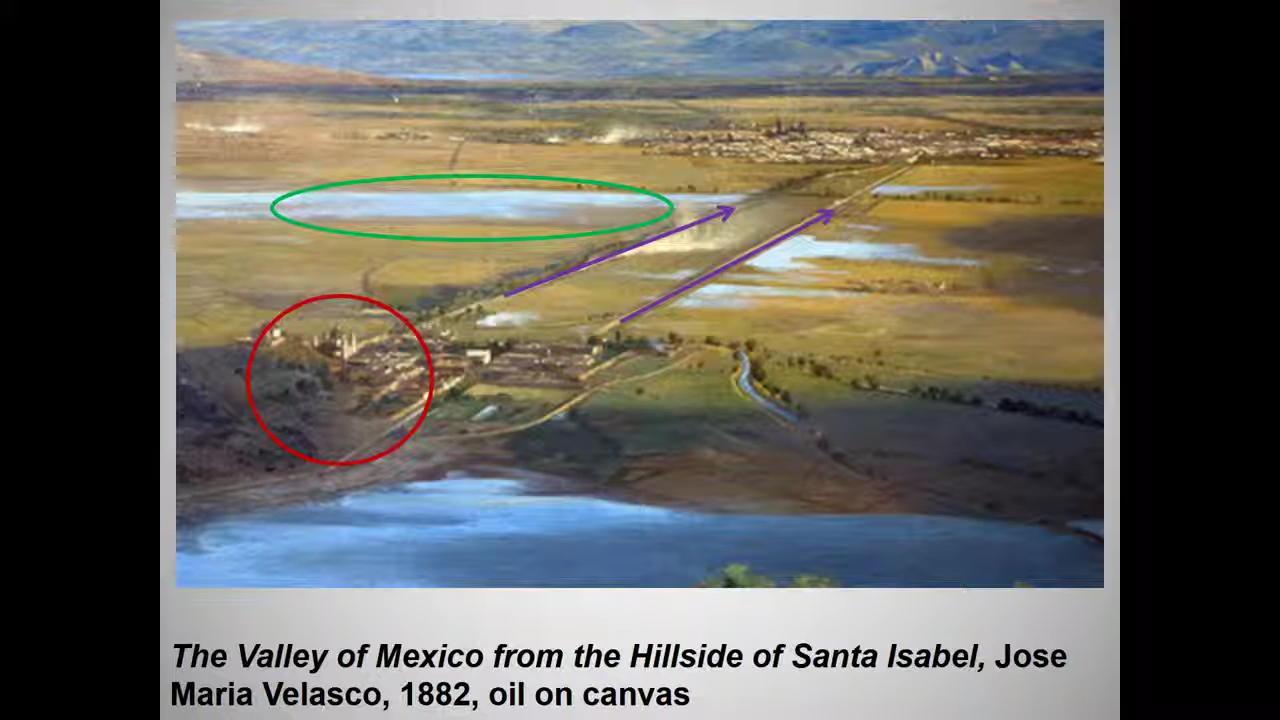 The Valley of Mexico from the Hillside of Santa Isabel, Jose
Maria Velasco, 1882, oil on canvas